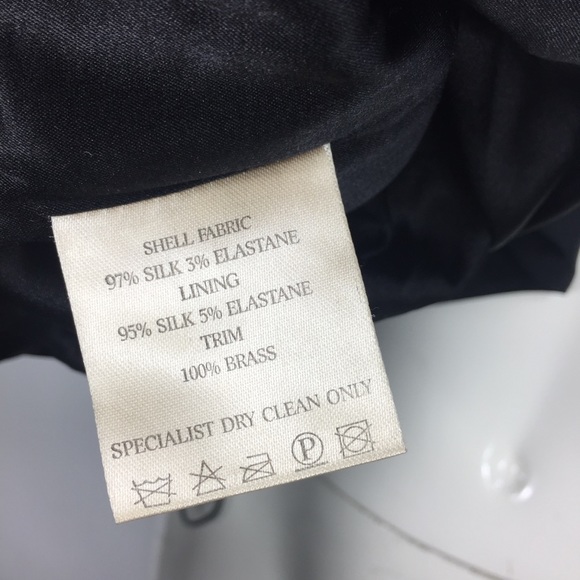 SHELL FABRIC
97% SILK 3% ELASTANE
LINING
95% SILK 5% ELASTANE
TRIM
100% BRASS
SPECIALIST DRY CLEAN ONLY
P